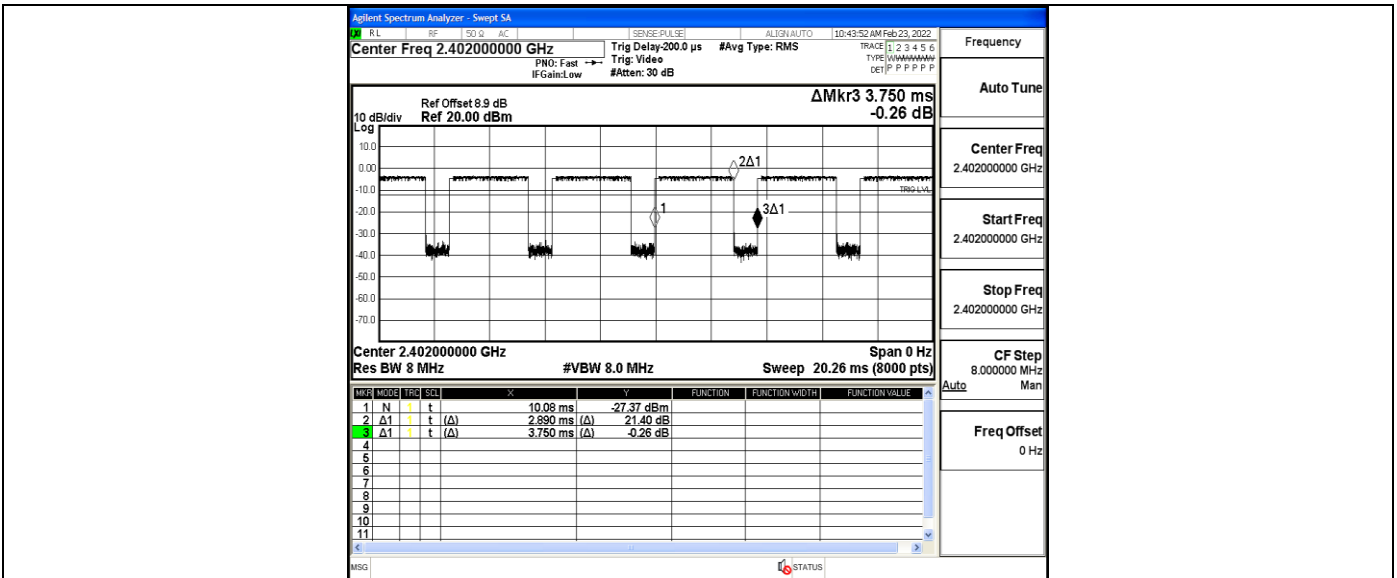 Agilent Spectrum Analyzer - Swept SA
LXI RL RF 50 Ω AC SENSE:PULSE ALIGNAUTO 10:43:52 AM Feb 23, 2022
Center Freq 2.402000000 GHz
PNO: Fast
IFGain:Low
Trig Delay-200.0 µs
Trig: Video
#Atten: 30 dB
#Avg Type: RMS
TRACE 1 2 3 4 5 6
TYPE
DET P P P P P P
ΔMkr3 3.750 ms
-0.26 dB
Ref Offset 8.9 dB
10 dB/div Ref 20.00 dBm
Log
10.0
0.00
-10.0
-20.0
-30.0
-40.0
-50.0
-60.0
-70.0
2Δ1
TRIG LVL
1
3Δ1
Center 2.402000000 GHz Span 0 Hz
Res BW 8 MHz #VBW 8.0 MHz Sweep 20.26 ms (8000 pts)
MKR MODE TRC SCL X Y FUNCTION FUNCTION WIDTH FUNCTION VALUE
1 N 1 t 10.08 ms -27.37 dBm
2 Δ1 1 t (Δ) 2.890 ms (Δ) 21.40 dB
3 Δ1 1 t (Δ) 3.750 ms (Δ) -0.26 dB
4
5
6
7
8
9
10
11
MSG STATUS
Frequency
Auto Tune
Center Freq
2.402000000 GHz
Start Freq
2.402000000 GHz
Stop Freq
2.402000000 GHz
CF Step
8.000000 MHz
Auto Man
Freq Offset
0 Hz